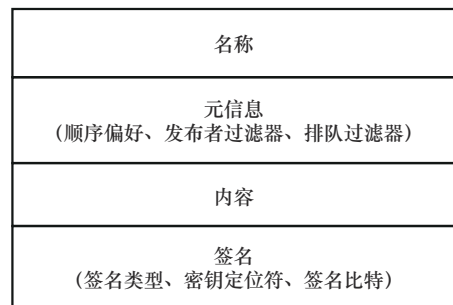 名称
元信息
（顺序偏好、发布者过滤器、排队过滤器）
内容
签名
（签名类型、密钥定位符、签名比特）